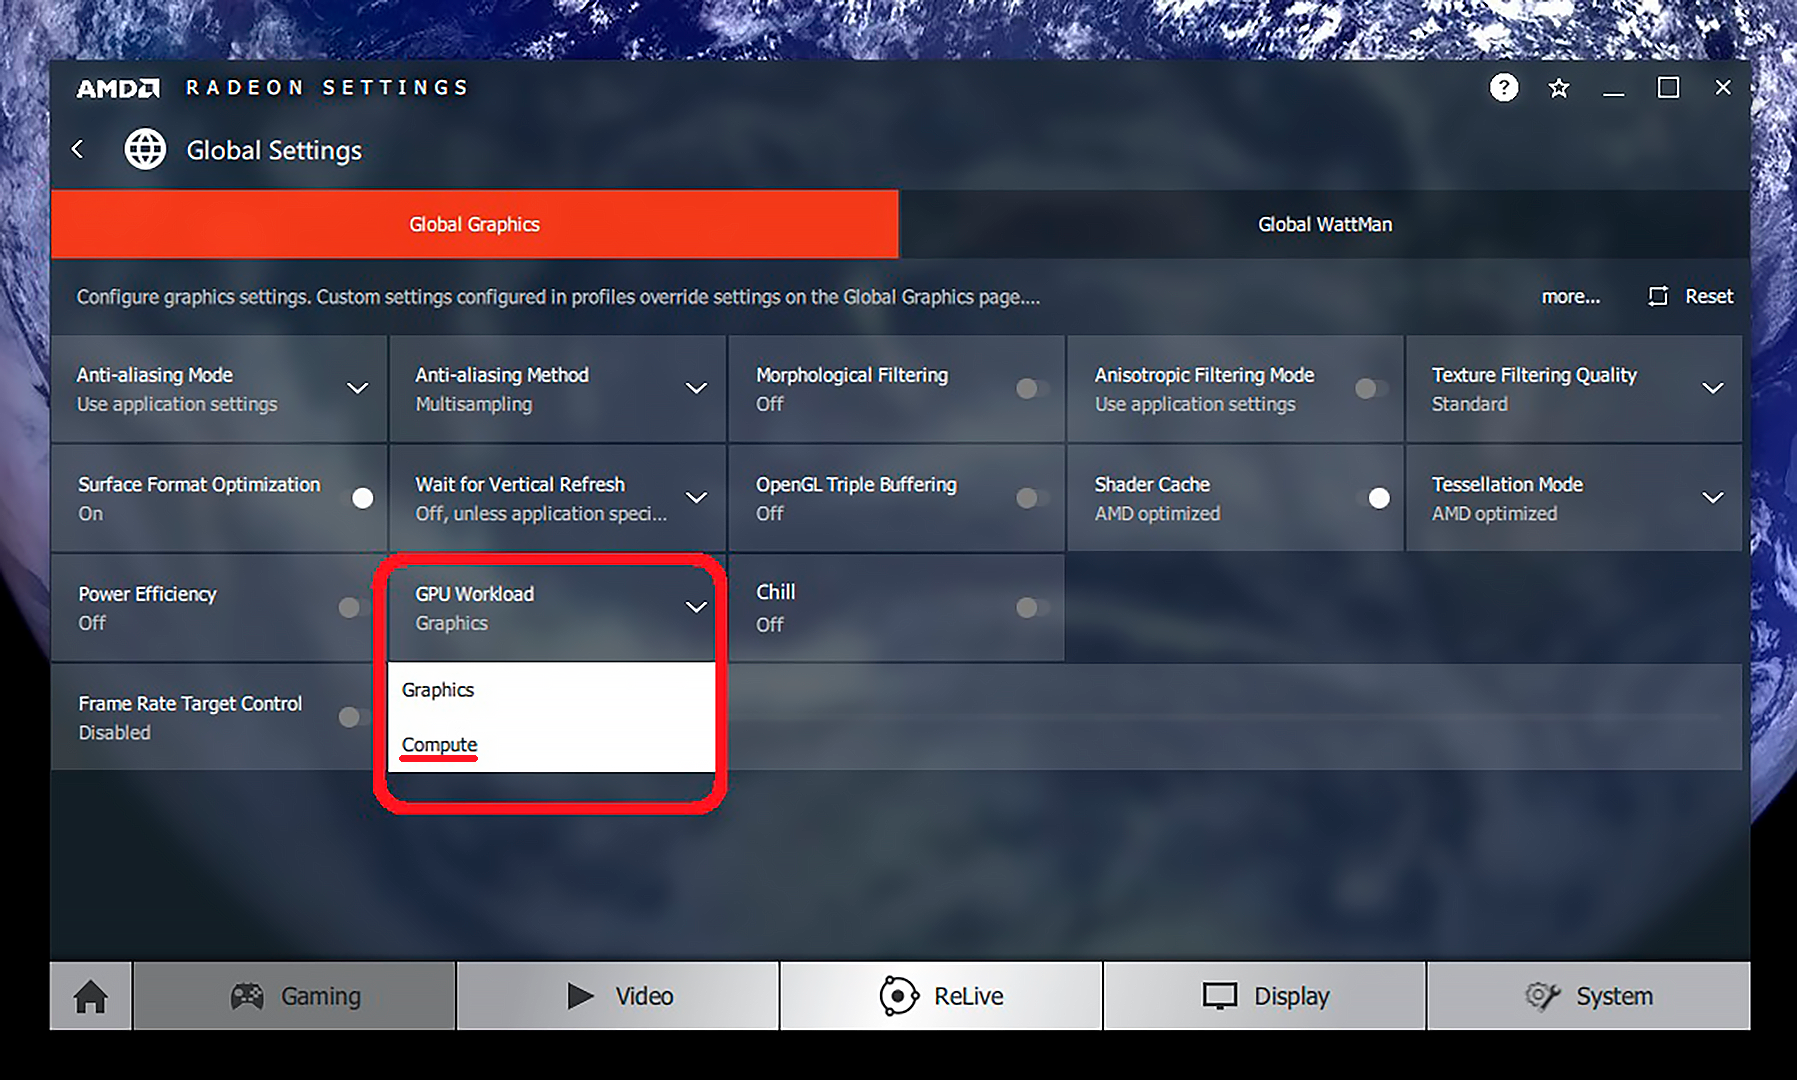 AMD RADEON SETTINGS ?
Global Settings
Global Graphics
Global WattMan
Configure graphics settings. Custom settings configured in profiles override settings on the Global Graphics page....
more...
Reset
Anti-aliasing Mode
Use application settings
Anti-aliasing Method
Multisampling
Morphological Filtering
Off
Anisotropic Filtering Mode
Use application settings
Texture Filtering Quality
Standard
Surface Format Optimization
On
Wait for Vertical Refresh
Off, unless application speci...
OpenGL Triple Buffering
Off
Shader Cache
AMD optimized
Tessellation Mode
AMD optimized
Power Efficiency
Off
GPU Workload
Graphics
Chill
Off
Graphics
Compute
Frame Rate Target Control
Disabled
Gaming
Video
ReLive
Display
System